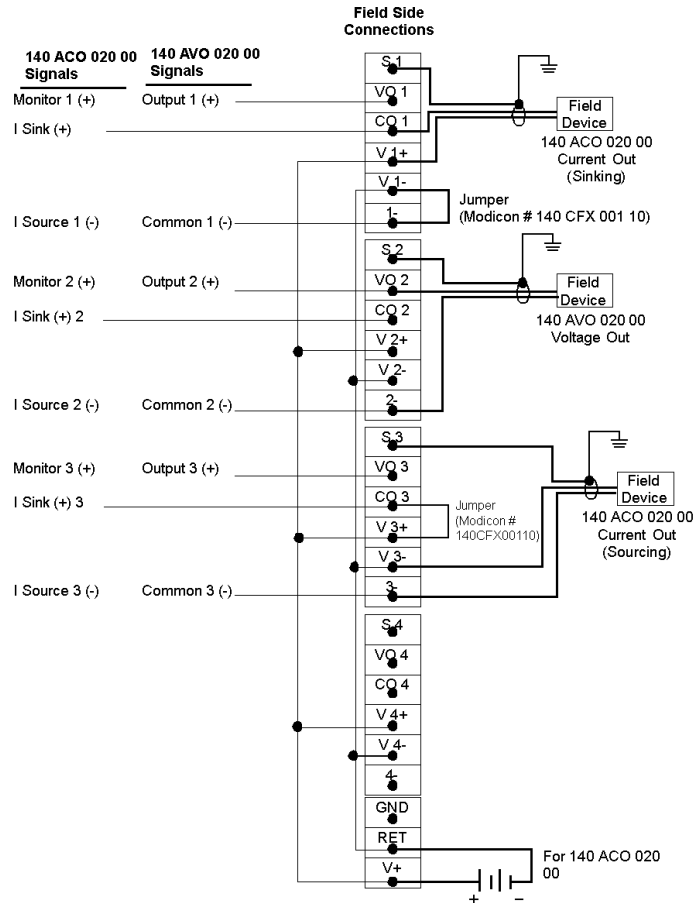 Field Side
Connections
140 ACO 020 00
Signals
140 AVO 020 00
Signals
S 1
Monitor 1 (+)
Output 1 (+)
VO 1
I Sink (+)
CO 1
V 1+
V 1-
I Source 1 (-)
Common 1 (-)
1-
Field
Device
140 ACO 020 00
Current Out
(Sinking)
Jumper
(Modicon # 140 CFX 001 10)
S 2
Monitor 2 (+)
Output 2 (+)
VO 2
I Sink (+) 2
CO 2
V 2+
V 2-
I Source 2 (-)
Common 2 (-)
2-
Field
Device
140 AVO 020 00
Voltage Out
S 3
Monitor 3 (+)
Output 3 (+)
VO 3
I Sink (+) 3
CO 3
V 3+
V 3-
I Source 3 (-)
Common 3 (-)
3-
Jumper
(Modicon #
140CFX00110)
Field
Device
140 ACO 020 00
Current Out
(Sourcing)
S 4
VO 4
CO 4
V 4+
V 4-
4-
GND
RET
V+
For 140 ACO 020
00
+ −